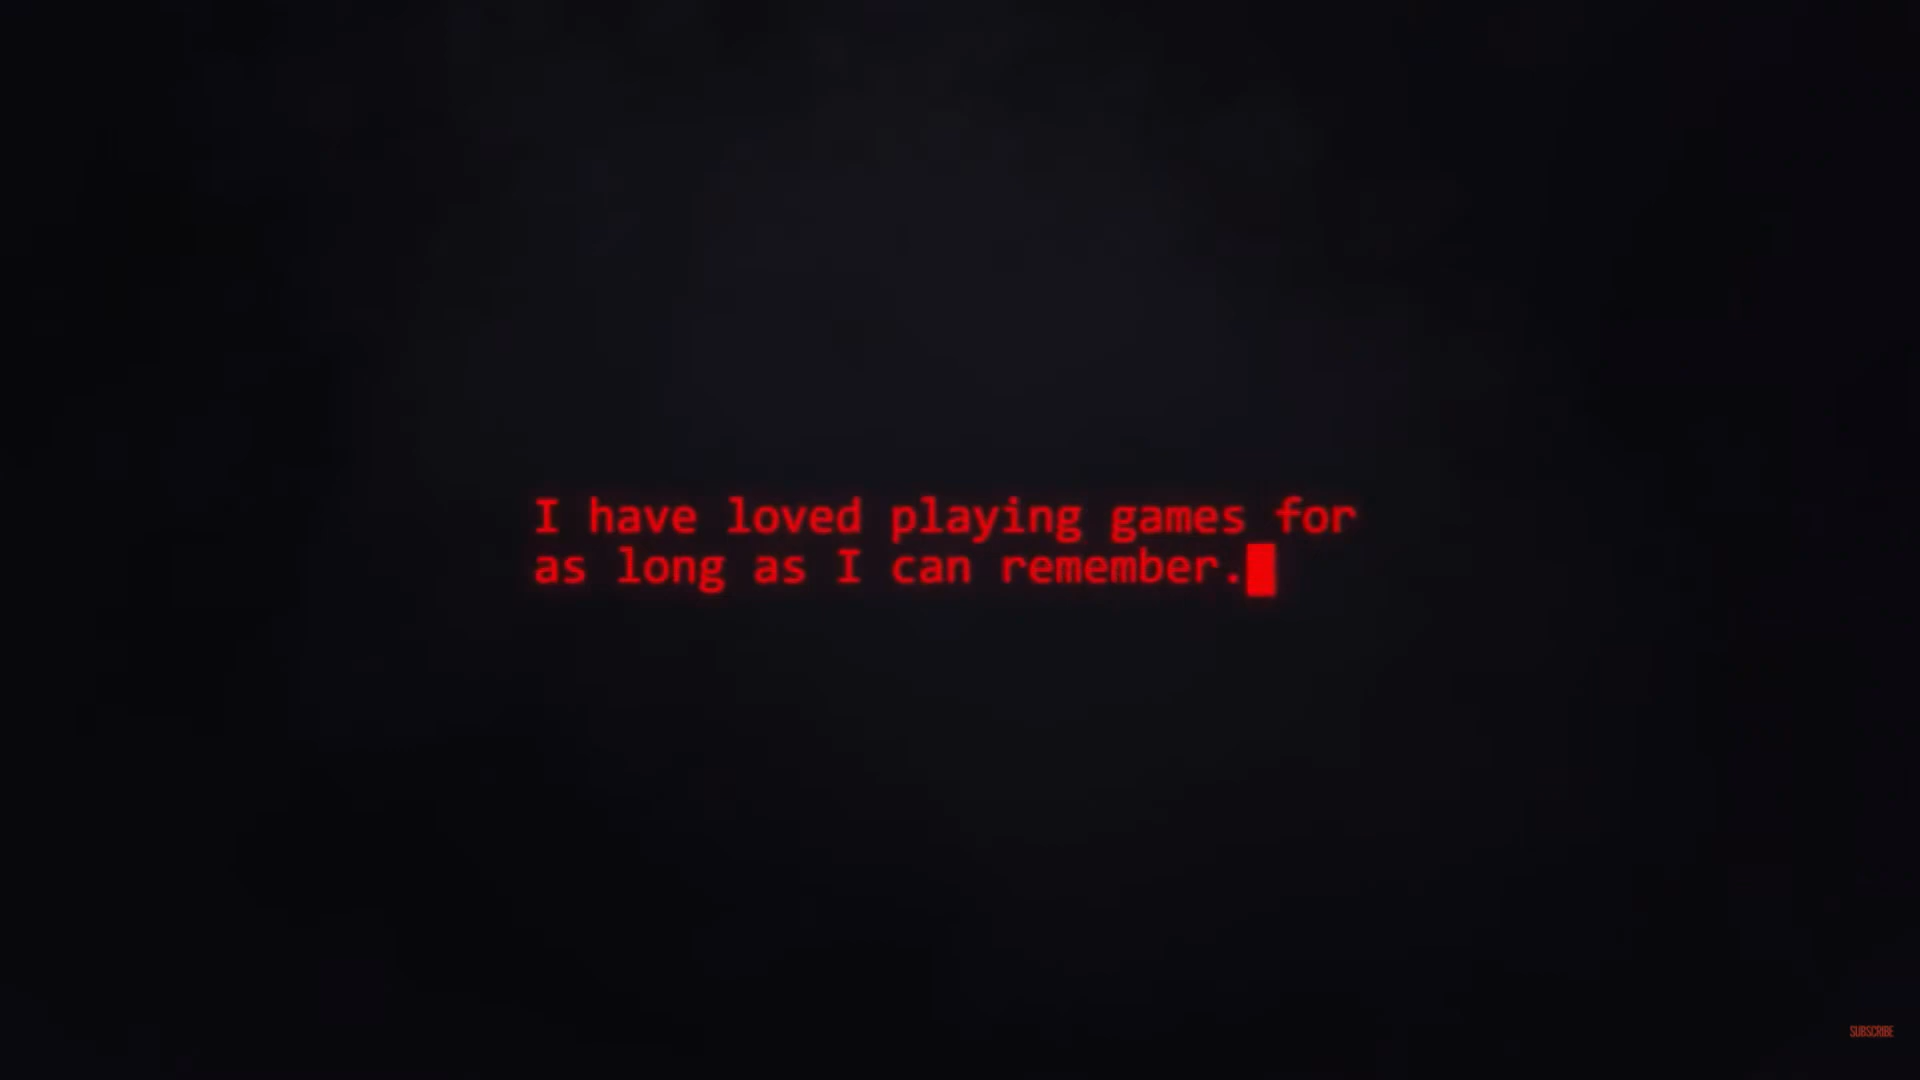 I have loved playing games for
as long as I can remember.
SUBSCRIBE